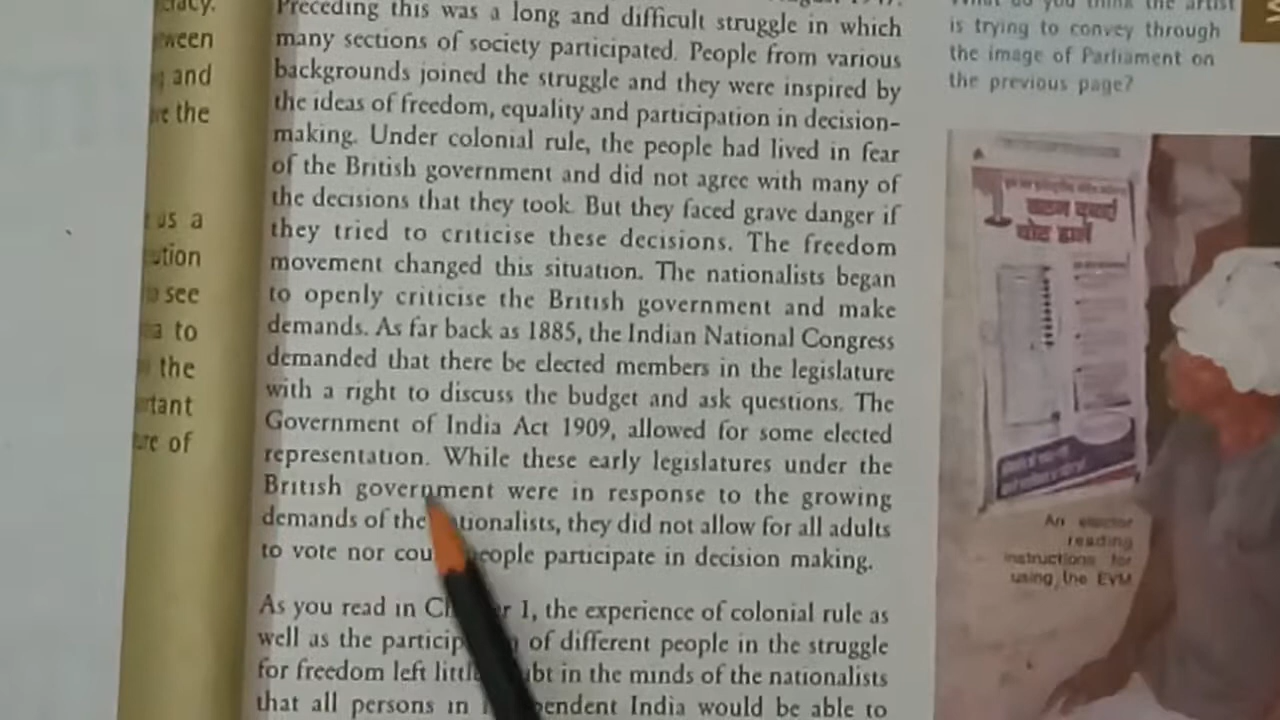 Preceding this was a long and difficult struggle in which
many sections of society participated. People from various
backgrounds joined the struggle and they were inspired by
the ideas of freedom, equality and participation in decision-
making. Under colonial rule, the people had lived in fear
of the British government and did not agree with many of
the decisions that they took. But they faced grave danger if
they tried to criticise these decisions. The freedom
movement changed this situation. The nationalists began
to openly criticise the British government and make
demands. As far back as 1885, the Indian National Congress
demanded that there be elected members in the legislature
with a right to discuss the budget and ask questions. The
Government of India Act 1909, allowed for some elected
representation. While these early legislatures under the
British government were in response to the growing
demands of the tionalists, they did not allow for all adults
to vote nor cou people participate in decision making.
As you read in Ch r 1, the experience of colonial rule as
well as the particip of different people in the struggle
for freedom left littl bt in the minds of the nationalists
that all persons in pendent India would be able to
and
the
us a
see
a to
the
of
What do you think the artist
is trying to convey through
the image of Parliament on
the previous page?
An elector
reading
instructions for
using the EVM